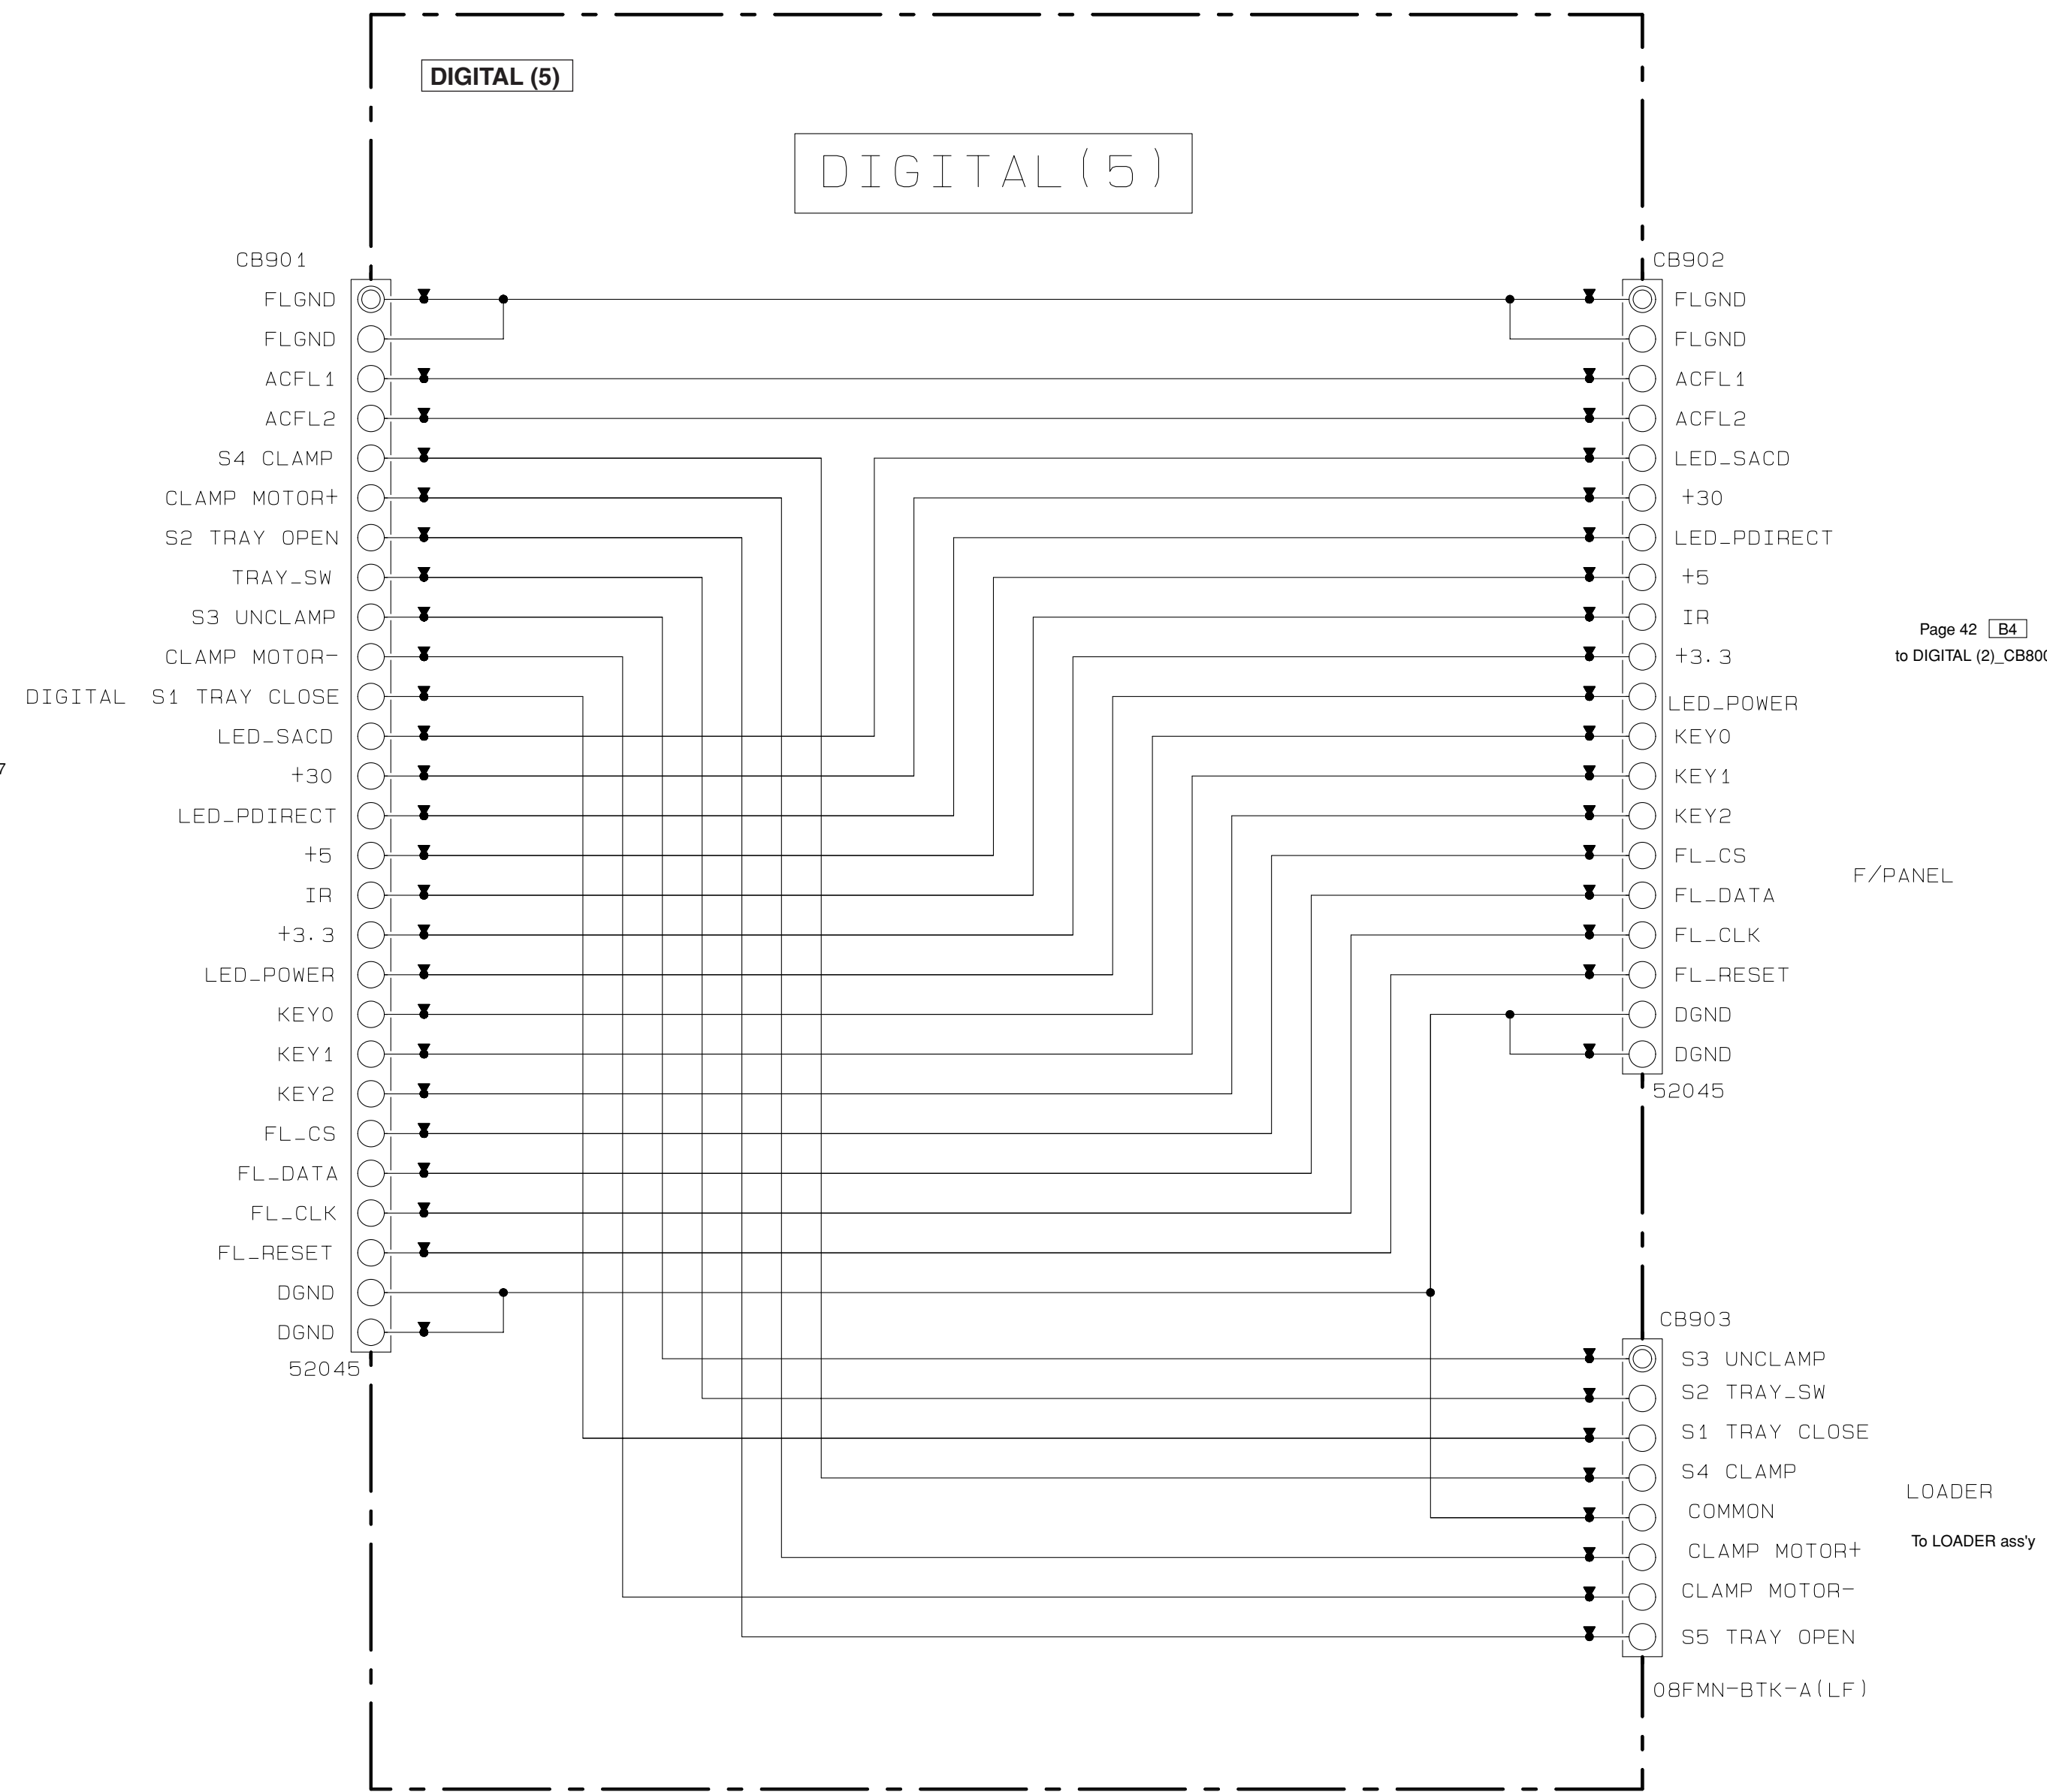 DIGITAL (5)
DIGITAL(5)
CB901
FLGND
FLGND
ACFL1
ACFL2
S4 CLAMP
CLAMP MOTOR+
S2 TRAY OPEN
TRAY_SW
S3 UNCLAMP
CLAMP MOTOR-
DIGITAL S1 TRAY CLOSE
LED_SACD
7
+30
LED_PDIRECT
+5
IR
+3.3
LED_POWER
KEY0
KEY1
KEY2
FL_CS
FL_DATA
FL_CLK
FL_RESET
DGND
DGND
52045
CB902
FLGND
FLGND
ACFL1
ACFL2
LED_SACD
+30
LED_PDIRECT
+5
IR
+3.3
LED_POWER
KEY0
KEY1
KEY2
FL_CS
FL_DATA
FL_CLK
FL_RESET
DGND
DGND
52045
Page 42 B4
to DIGITAL (2)_CB800
F/PANEL
CB903
S3 UNCLAMP
S2 TRAY_SW
S1 TRAY CLOSE
S4 CLAMP
COMMON
CLAMP MOTOR+
CLAMP MOTOR-
S5 TRAY OPEN
08FMN-BTK-A(LF)
LOADER
To LOADER ass'y